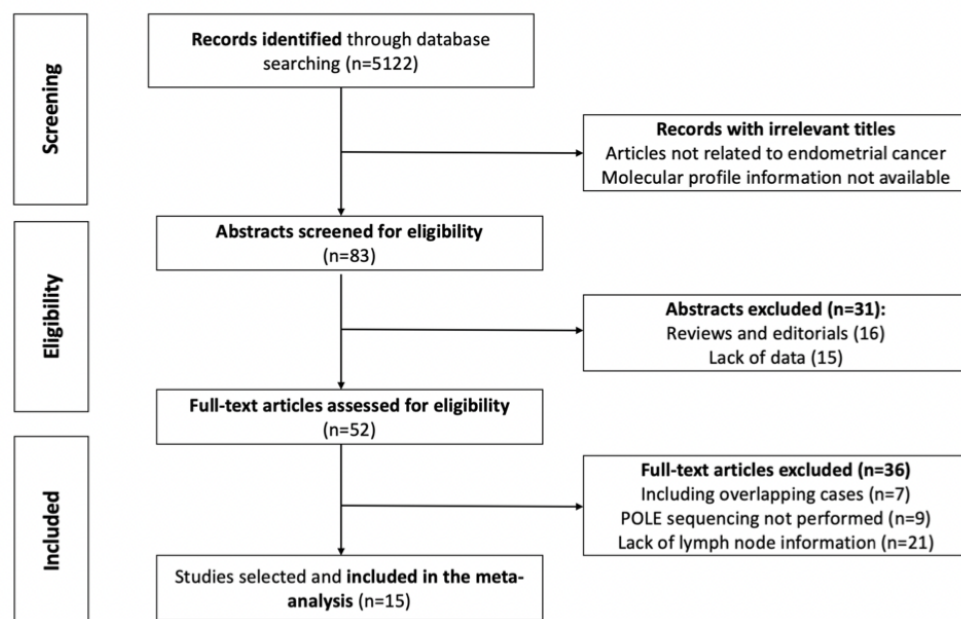 Screening
Records identified through database
searching (n=5122)
Records with irrelevant titles
Articles not related to endometrial cancer
Molecular profile information not available
Eligibility
Abstracts screened for eligibility
(n=83)
Abstracts excluded (n=31):
Reviews and editorials (16)
Lack of data (15)
Full-text articles assessed for eligibility
(n=52)
Included
Full-text articles excluded (n=36)
Including overlapping cases (n=7)
POLE sequencing not performed (n=9)
Lack of lymph node information (n=21)
Studies selected and included in the meta-
analysis (n=15)